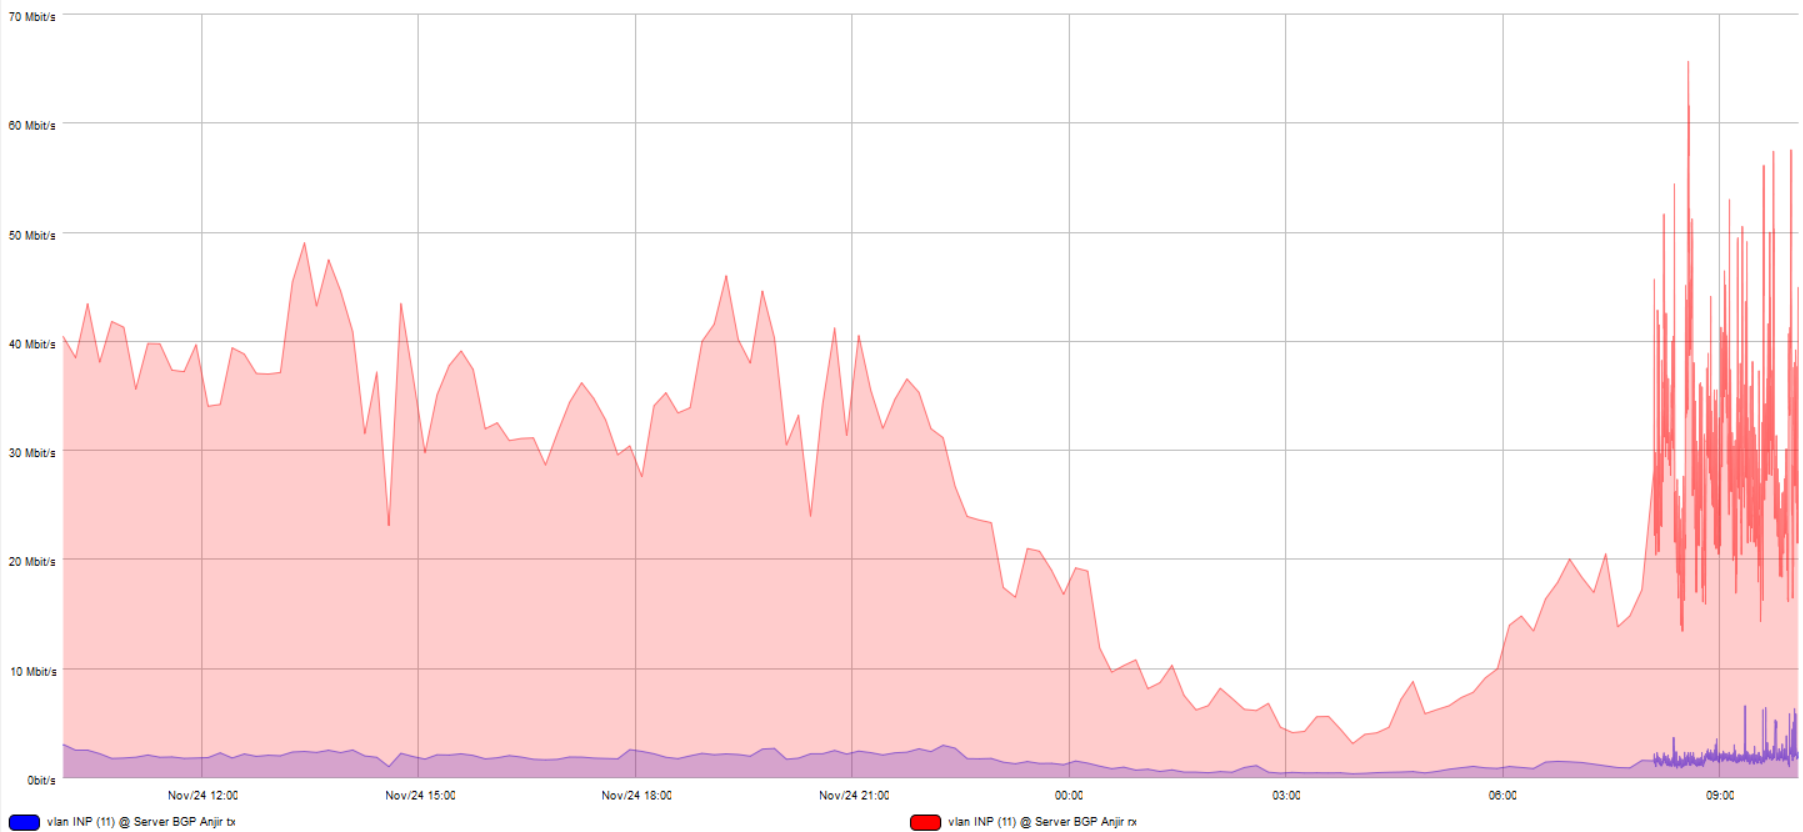 70 Mbit/s
60 Mbit/s
50 Mbit/s
40 Mbit/s
30 Mbit/s
20 Mbit/s
10 Mbit/s
0bit/s
Nov/24 12:00 Nov/24 15:00 Nov/24 18:00 Nov/24 21:00 00:00 03:00 06:00 09:00
vlan INP (11) @ Server BGP Anjir tx vlan INP (11) @ Server BGP Anjir rx